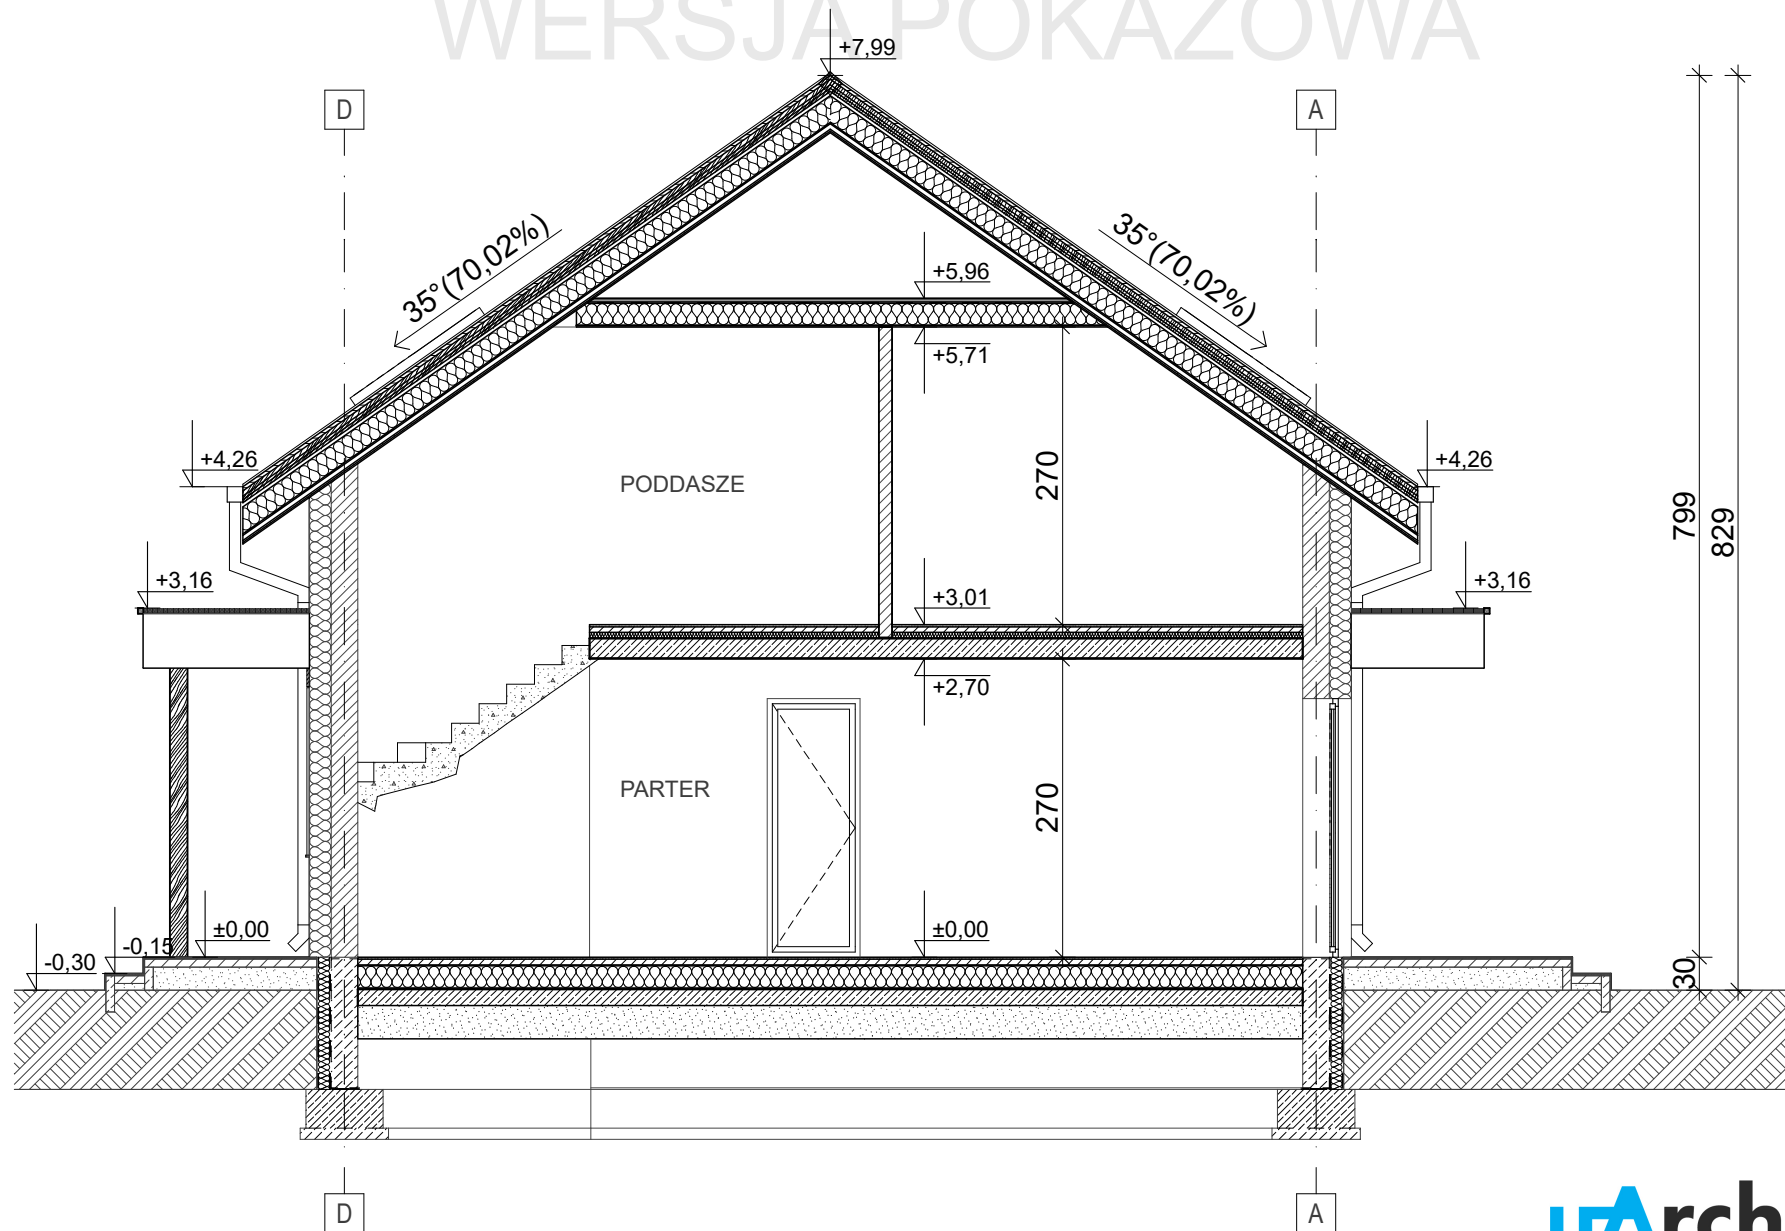 WERSJA POKAZOWA
+7,99
D
A
35°(70,02%)
35°(70,02%)
+5,96
+5,71
+4,26
+4,26
PODDASZE
270
799
829
+3,16
+3,01
+3,16
+2,70
PARTER
270
±0,00
±0,00
-0,15
-0,30
30
D
A
Arch